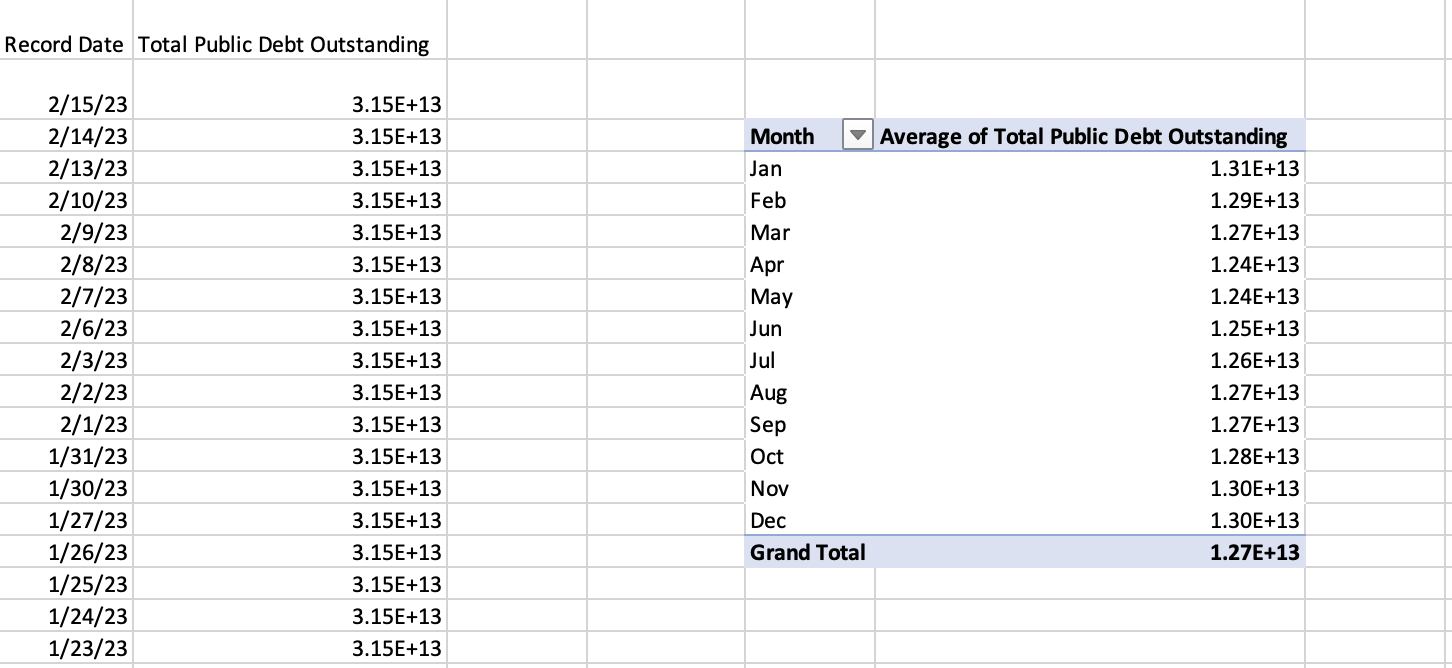 Record Date Total Public Debt Outstanding
2/15/23 3.15E+13
2/14/23 3.15E+13 Month Average of Total Public Debt Outstanding
2/13/23 3.15E+13 Jan 1.31E+13
2/10/23 3.15E+13 Feb 1.29E+13
2/9/23 3.15E+13 Mar 1.27E+13
2/8/23 3.15E+13 Apr 1.24E+13
2/7/23 3.15E+13 May 1.24E+13
2/6/23 3.15E+13 Jun 1.25E+13
2/3/23 3.15E+13 Jul 1.26E+13
2/2/23 3.15E+13 Aug 1.27E+13
2/1/23 3.15E+13 Sep 1.27E+13
1/31/23 3.15E+13 Oct 1.28E+13
1/30/23 3.15E+13 Nov 1.30E+13
1/27/23 3.15E+13 Dec 1.30E+13
1/26/23 3.15E+13 Grand Total 1.27E+13
1/25/23 3.15E+13
1/24/23 3.15E+13
1/23/23 3.15E+13